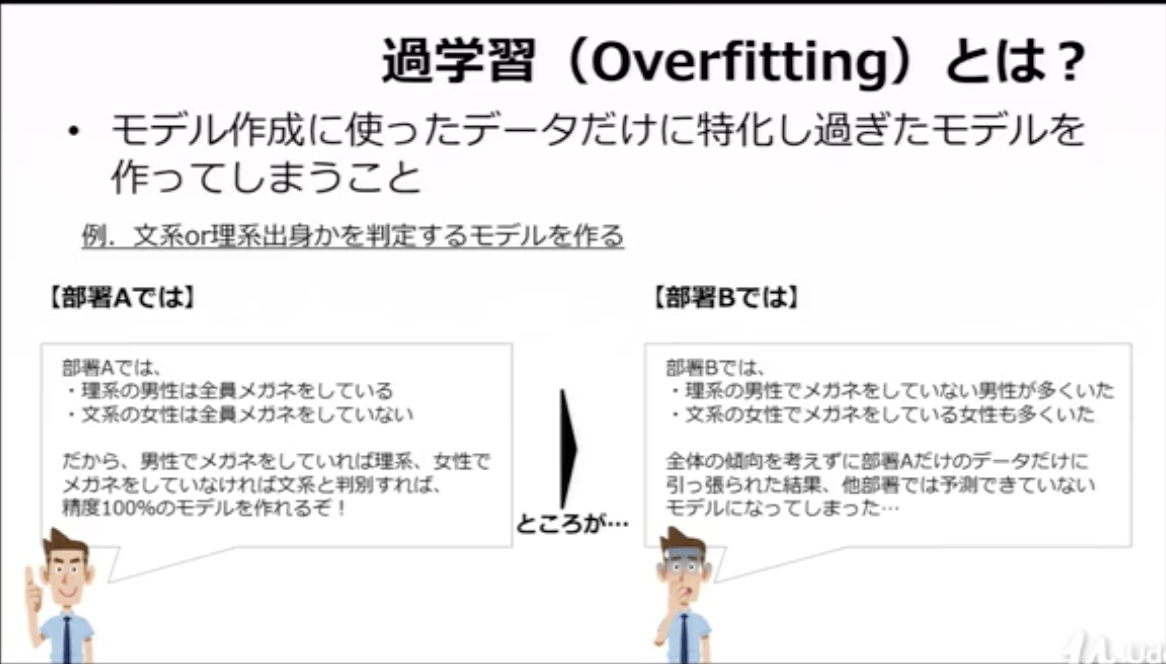 過学習（Overfitting）とは？
• モデル作成に使ったデータだけに特化し過ぎたモデルを
作ってしまうこと
例．文系or理系出身かを判定するモデルを作る
【部署Aでは】
部署Aでは、
・理系の男性は全員メガネをしている
・文系の女性は全員メガネをしていない
だから、男性でメガネをしていれば理系、女性で
メガネをしていなければ文系と判別すれば、
精度100%のモデルを作れるぞ！
ところが…
【部署Bでは】
部署Bでは、
・理系の男性でメガネをしていない男性が多くいた
・文系の女性でメガネをしている女性も多くいた
全体の傾向を考えずに部署Aだけのデータだけに
引っ張られた結果、他部署では予測できていない
モデルになってしまった…